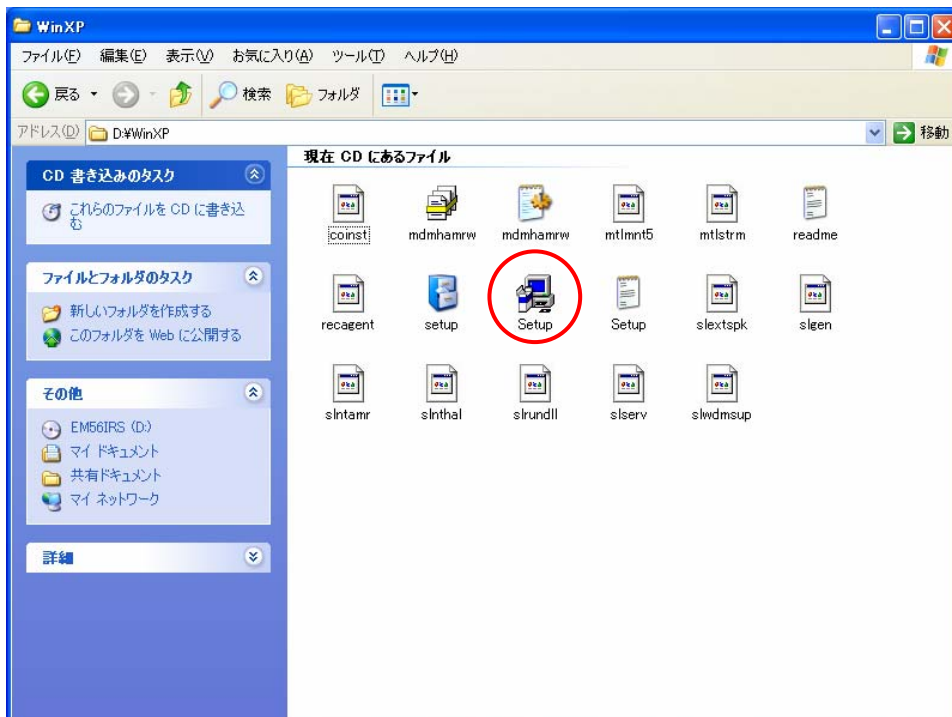 WinXP
ファイル(F) 編集(E) 表示(V) お気に入り(A) ツール(T) ヘルプ(H)
戻る 検索 フォルダ
アドレス(D) D:¥WinXP 移動
CD 書き込みのタスク
これらのファイルを CD に書き込
む
ファイルとフォルダのタスク
新しいフォルダを作成する
このフォルダを Web に公開する
その他
EM56IRS (D:)
マイ ドキュメント
共有ドキュメント
マイ ネットワーク
詳細
現在 CD にあるファイル
coinst mdmhamrw mdmhamrw mtlmnt5 mtlstrm readme
recagent setup Setup Setup slextspk slgen
slntamr slnthal slrundll slserv slwdmsup